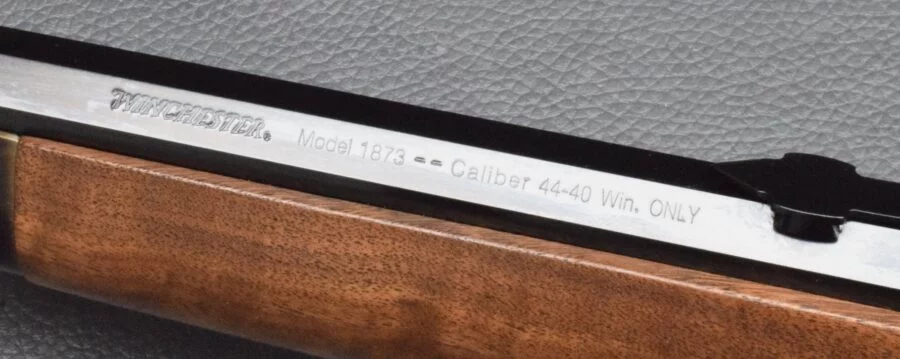 WINCHESTER® Model 1873 == Caliber 44-40 Win. ONLY